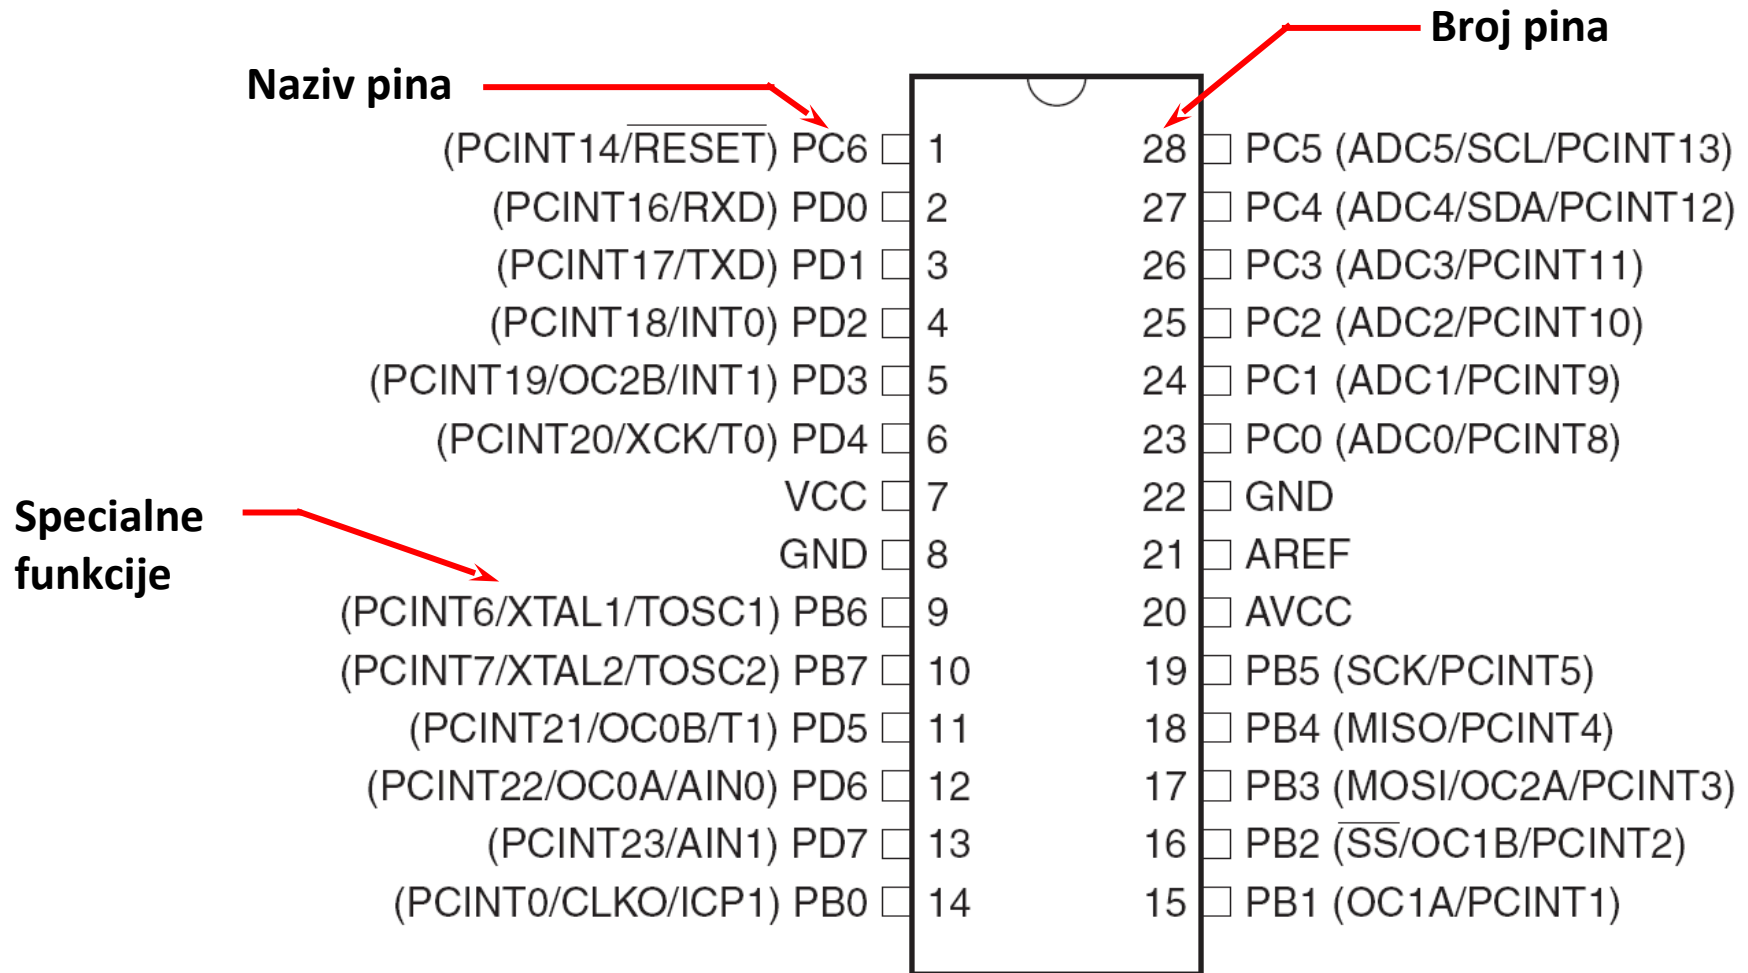 Broj pina
Naziv pina
(PCINT14/RESET) PC6 1 28 PC5 (ADC5/SCL/PCINT13)
(PCINT16/RXD) PD0 2 27 PC4 (ADC4/SDA/PCINT12)
(PCINT17/TXD) PD1 3 26 PC3 (ADC3/PCINT11)
(PCINT18/INT0) PD2 4 25 PC2 (ADC2/PCINT10)
(PCINT19/OC2B/INT1) PD3 5 24 PC1 (ADC1/PCINT9)
(PCINT20/XCK/T0) PD4 6 23 PC0 (ADC0/PCINT8)
VCC 7 22 GND
Specialne
funkcije
GND 8 21 AREF
(PCINT6/XTAL1/TOSC1) PB6 9 20 AVCC
(PCINT7/XTAL2/TOSC2) PB7 10 19 PB5 (SCK/PCINT5)
(PCINT21/OC0B/T1) PD5 11 18 PB4 (MISO/PCINT4)
(PCINT22/OC0A/AIN0) PD6 12 17 PB3 (MOSI/OC2A/PCINT3)
(PCINT23/AIN1) PD7 13 16 PB2 (SS/OC1B/PCINT2)
(PCINT0/CLKO/ICP1) PB0 14 15 PB1 (OC1A/PCINT1)